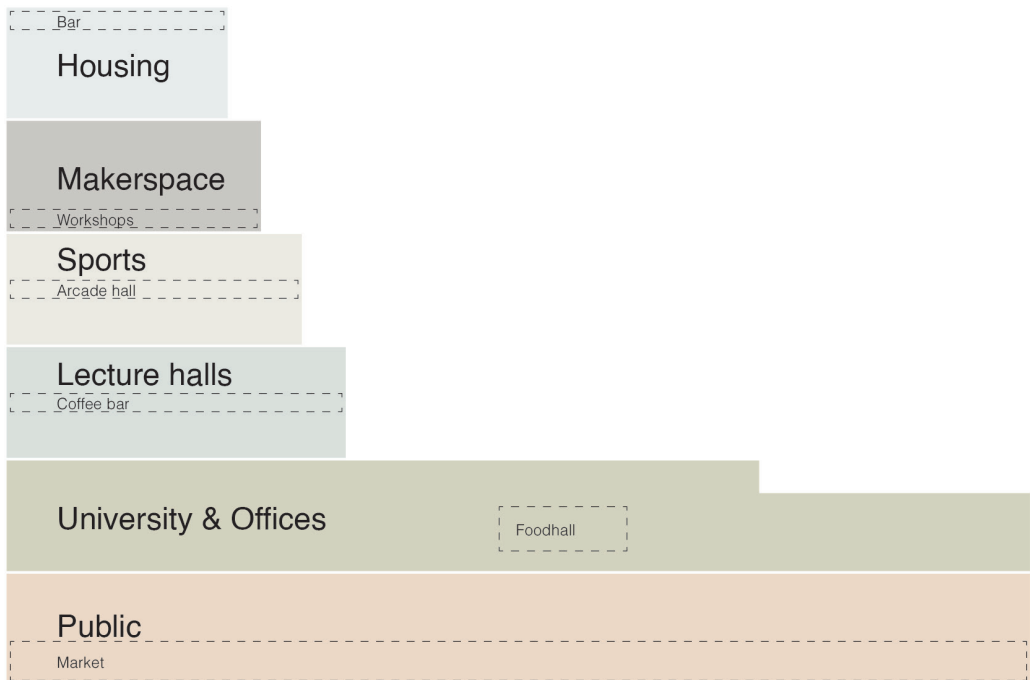 Bar
Housing
Makerspace
Workshops
Sports
Arcade hall
Lecture halls
Coffee bar
University & Offices
Foodhall
Public
Market